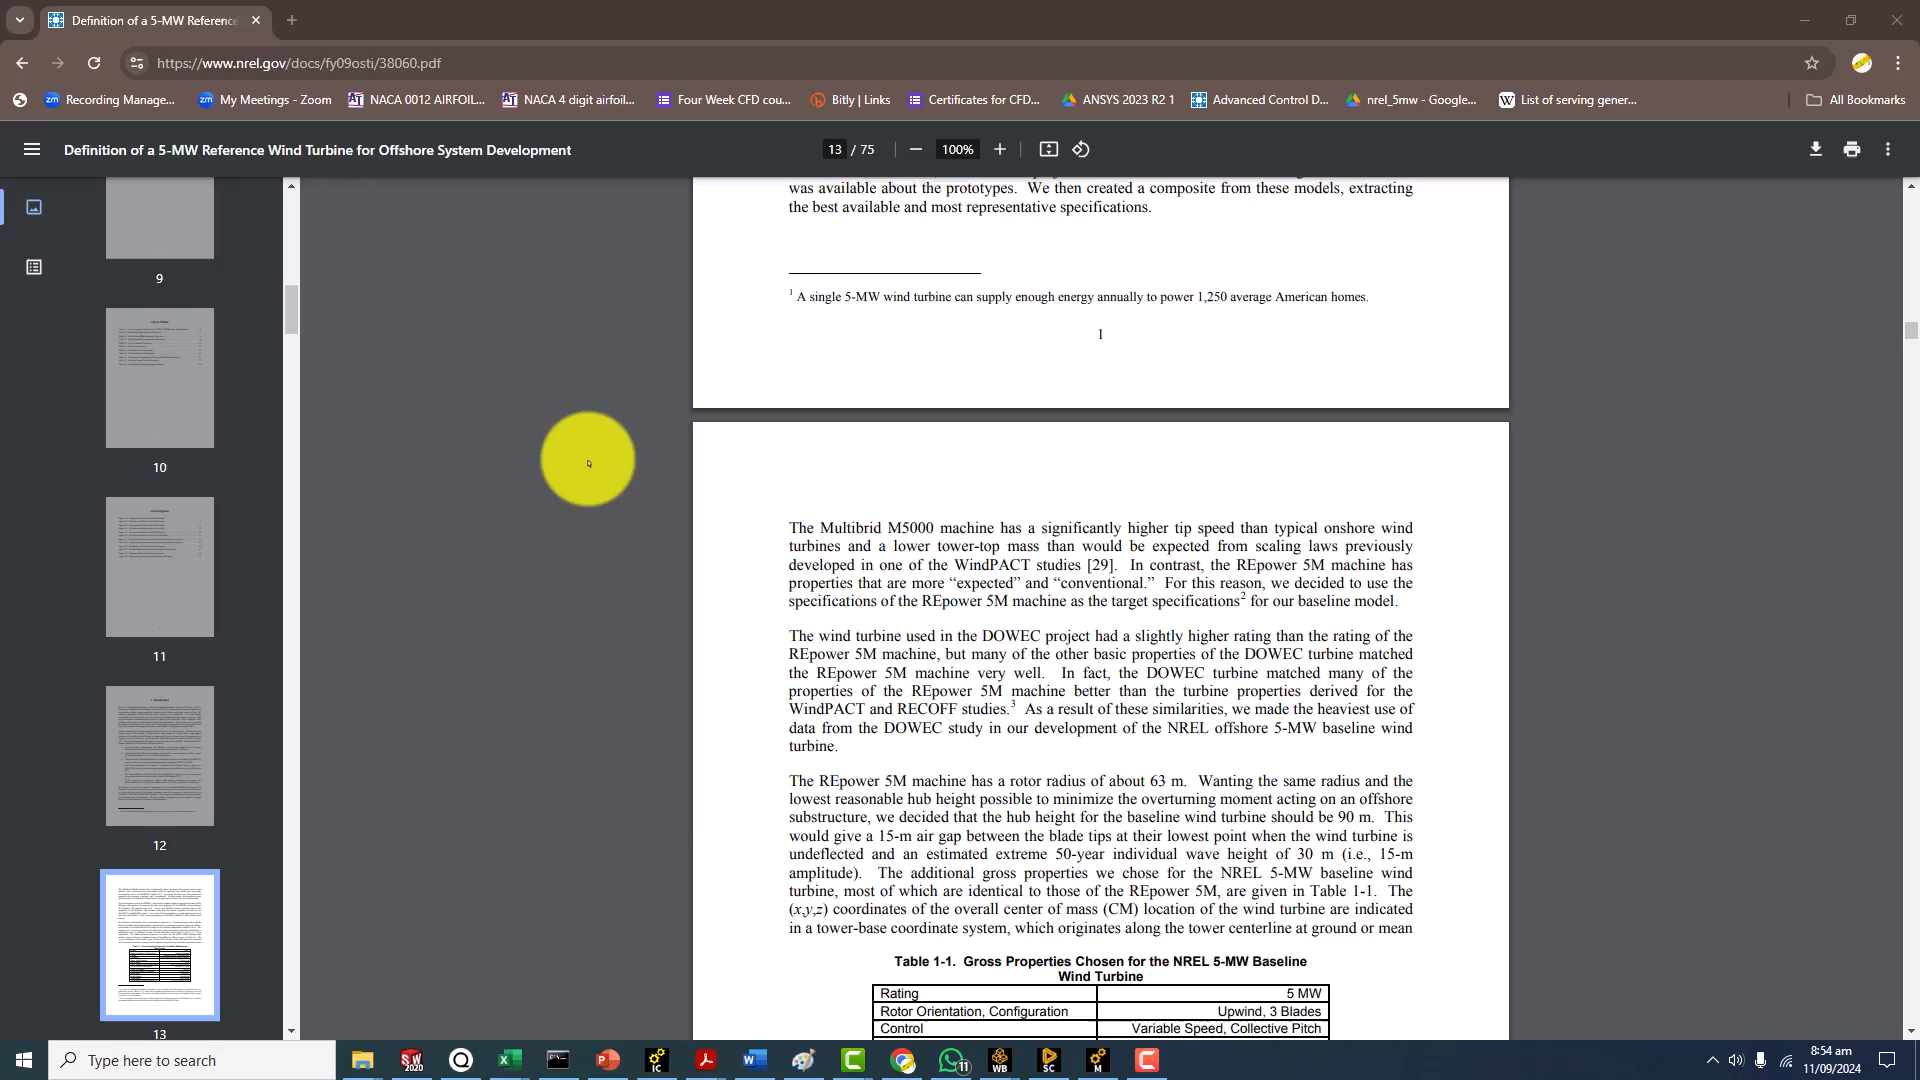 Definition of a 5-MW Reference
https://www.nrel.gov/docs/fy09osti/38060.pdf
Recording Manage...
My Meetings - Zoom
NACA 0012 AIRFOIL...
NACA 4 digit airfoil...
Four Week CFD cou...
Bitly | Links
Certificates for CFD...
ANSYS 2023 R2 1
Advanced Control D...
nrel_5mw - Google...
List of serving gener...
All Bookmarks
Definition of a 5-MW Reference Wind Turbine for Offshore System Development
13 / 75
100%
9
10
11
12
13
was available about the prototypes. We then created a composite from these models, extracting
the best available and most representative specifications.
1 A single 5-MW wind turbine can supply enough energy annually to power 1,250 average American homes.
1
The Multibrid M5000 machine has a significantly higher tip speed than typical onshore wind
turbines and a lower tower-top mass than would be expected from scaling laws previously
developed in one of the WindPACT studies [29]. In contrast, the REpower 5M machine has
properties that are more “expected” and “conventional.” For this reason, we decided to use the
specifications of the REpower 5M machine as the target specifications2 for our baseline model.
The wind turbine used in the DOWEC project had a slightly higher rating than the rating of the
REpower 5M machine, but many of the other basic properties of the DOWEC turbine matched
the REpower 5M machine very well. In fact, the DOWEC turbine matched many of the
properties of the REpower 5M machine better than the turbine properties derived for the
WindPACT and RECOFF studies.3 As a result of these similarities, we made the heaviest use of
data from the DOWEC study in our development of the NREL offshore 5-MW baseline wind
turbine.
The REpower 5M machine has a rotor radius of about 63 m. Wanting the same radius and the
lowest reasonable hub height possible to minimize the overturning moment acting on an offshore
substructure, we decided that the hub height for the baseline wind turbine should be 90 m. This
would give a 15-m air gap between the blade tips at their lowest point when the wind turbine is
undeflected and an estimated extreme 50-year individual wave height of 30 m (i.e., 15-m
amplitude). The additional gross properties we chose for the NREL 5-MW baseline wind
turbine, most of which are identical to those of the REpower 5M, are given in Table 1-1. The
(x,y,z) coordinates of the overall center of mass (CM) location of the wind turbine are indicated
in a tower-base coordinate system, which originates along the tower centerline at ground or mean
Table 1-1. Gross Properties Chosen for the NREL 5-MW Baseline
Wind Turbine
Rating 5 MW
Rotor Orientation, Configuration Upwind, 3 Blades
Control Variable Speed, Collective Pitch
Type here to search
SW
2020
IC
11
WB
SC
M
8:54 am
11/09/2024